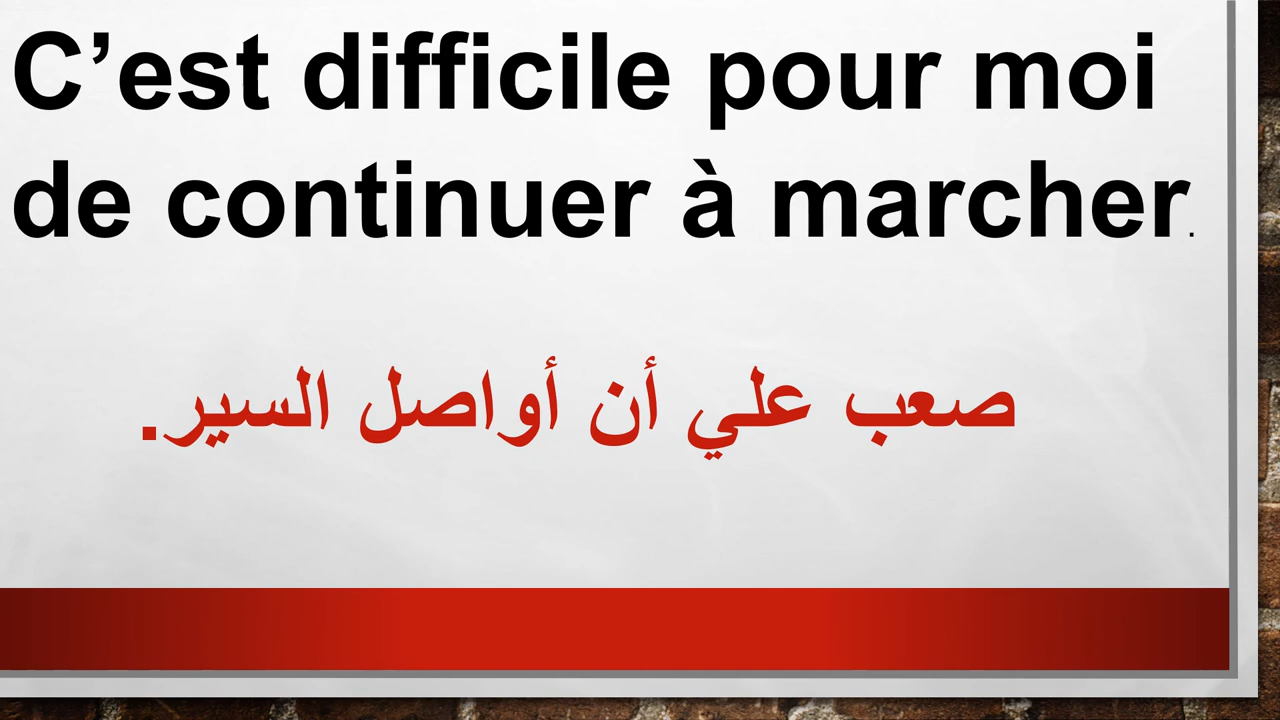 C’est difficile pour moi
de continuer à marcher.
صعب علي أن أواصل السير.